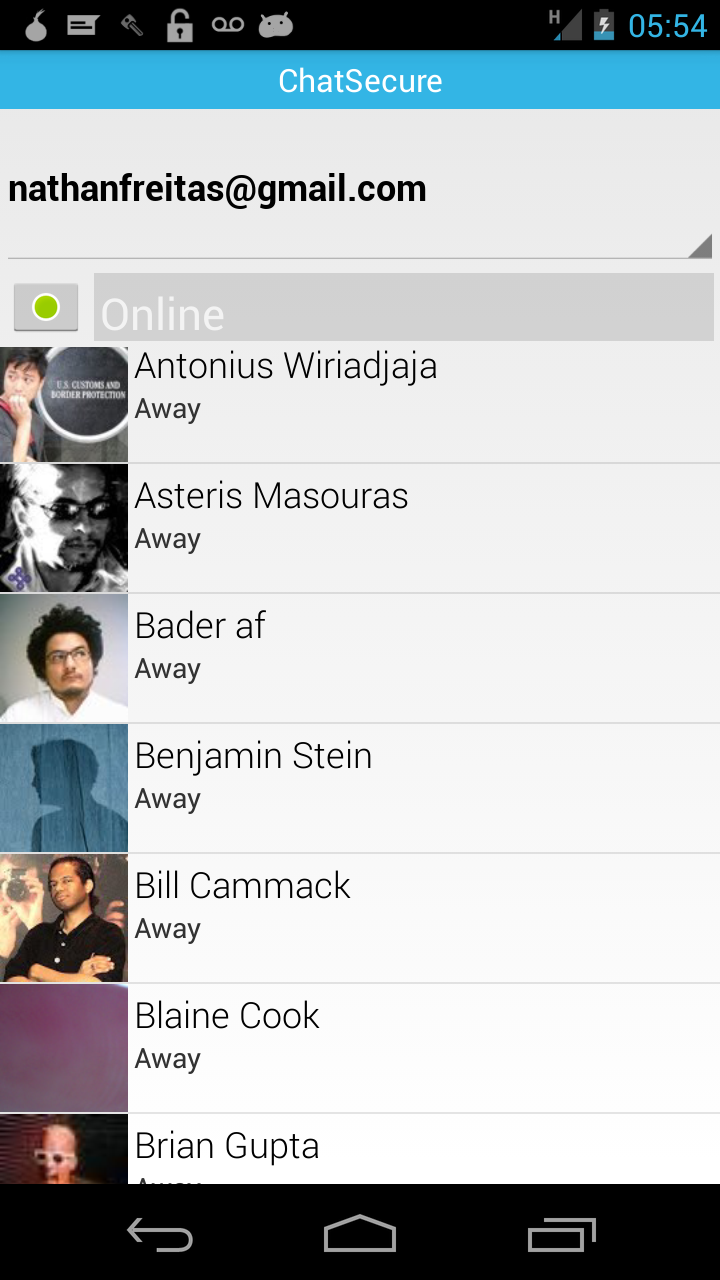 H 05:54
ChatSecure
nathanfreitas@gmail.com
Online
U.S. CUSTOMS AND
BORDER PROTECTION
Antonius Wiriadjaja
Away
Asteris Masouras
Away
Bader af
Away
Benjamin Stein
Away
Bill Cammack
Away
Blaine Cook
Away
Brian Gupta
Away